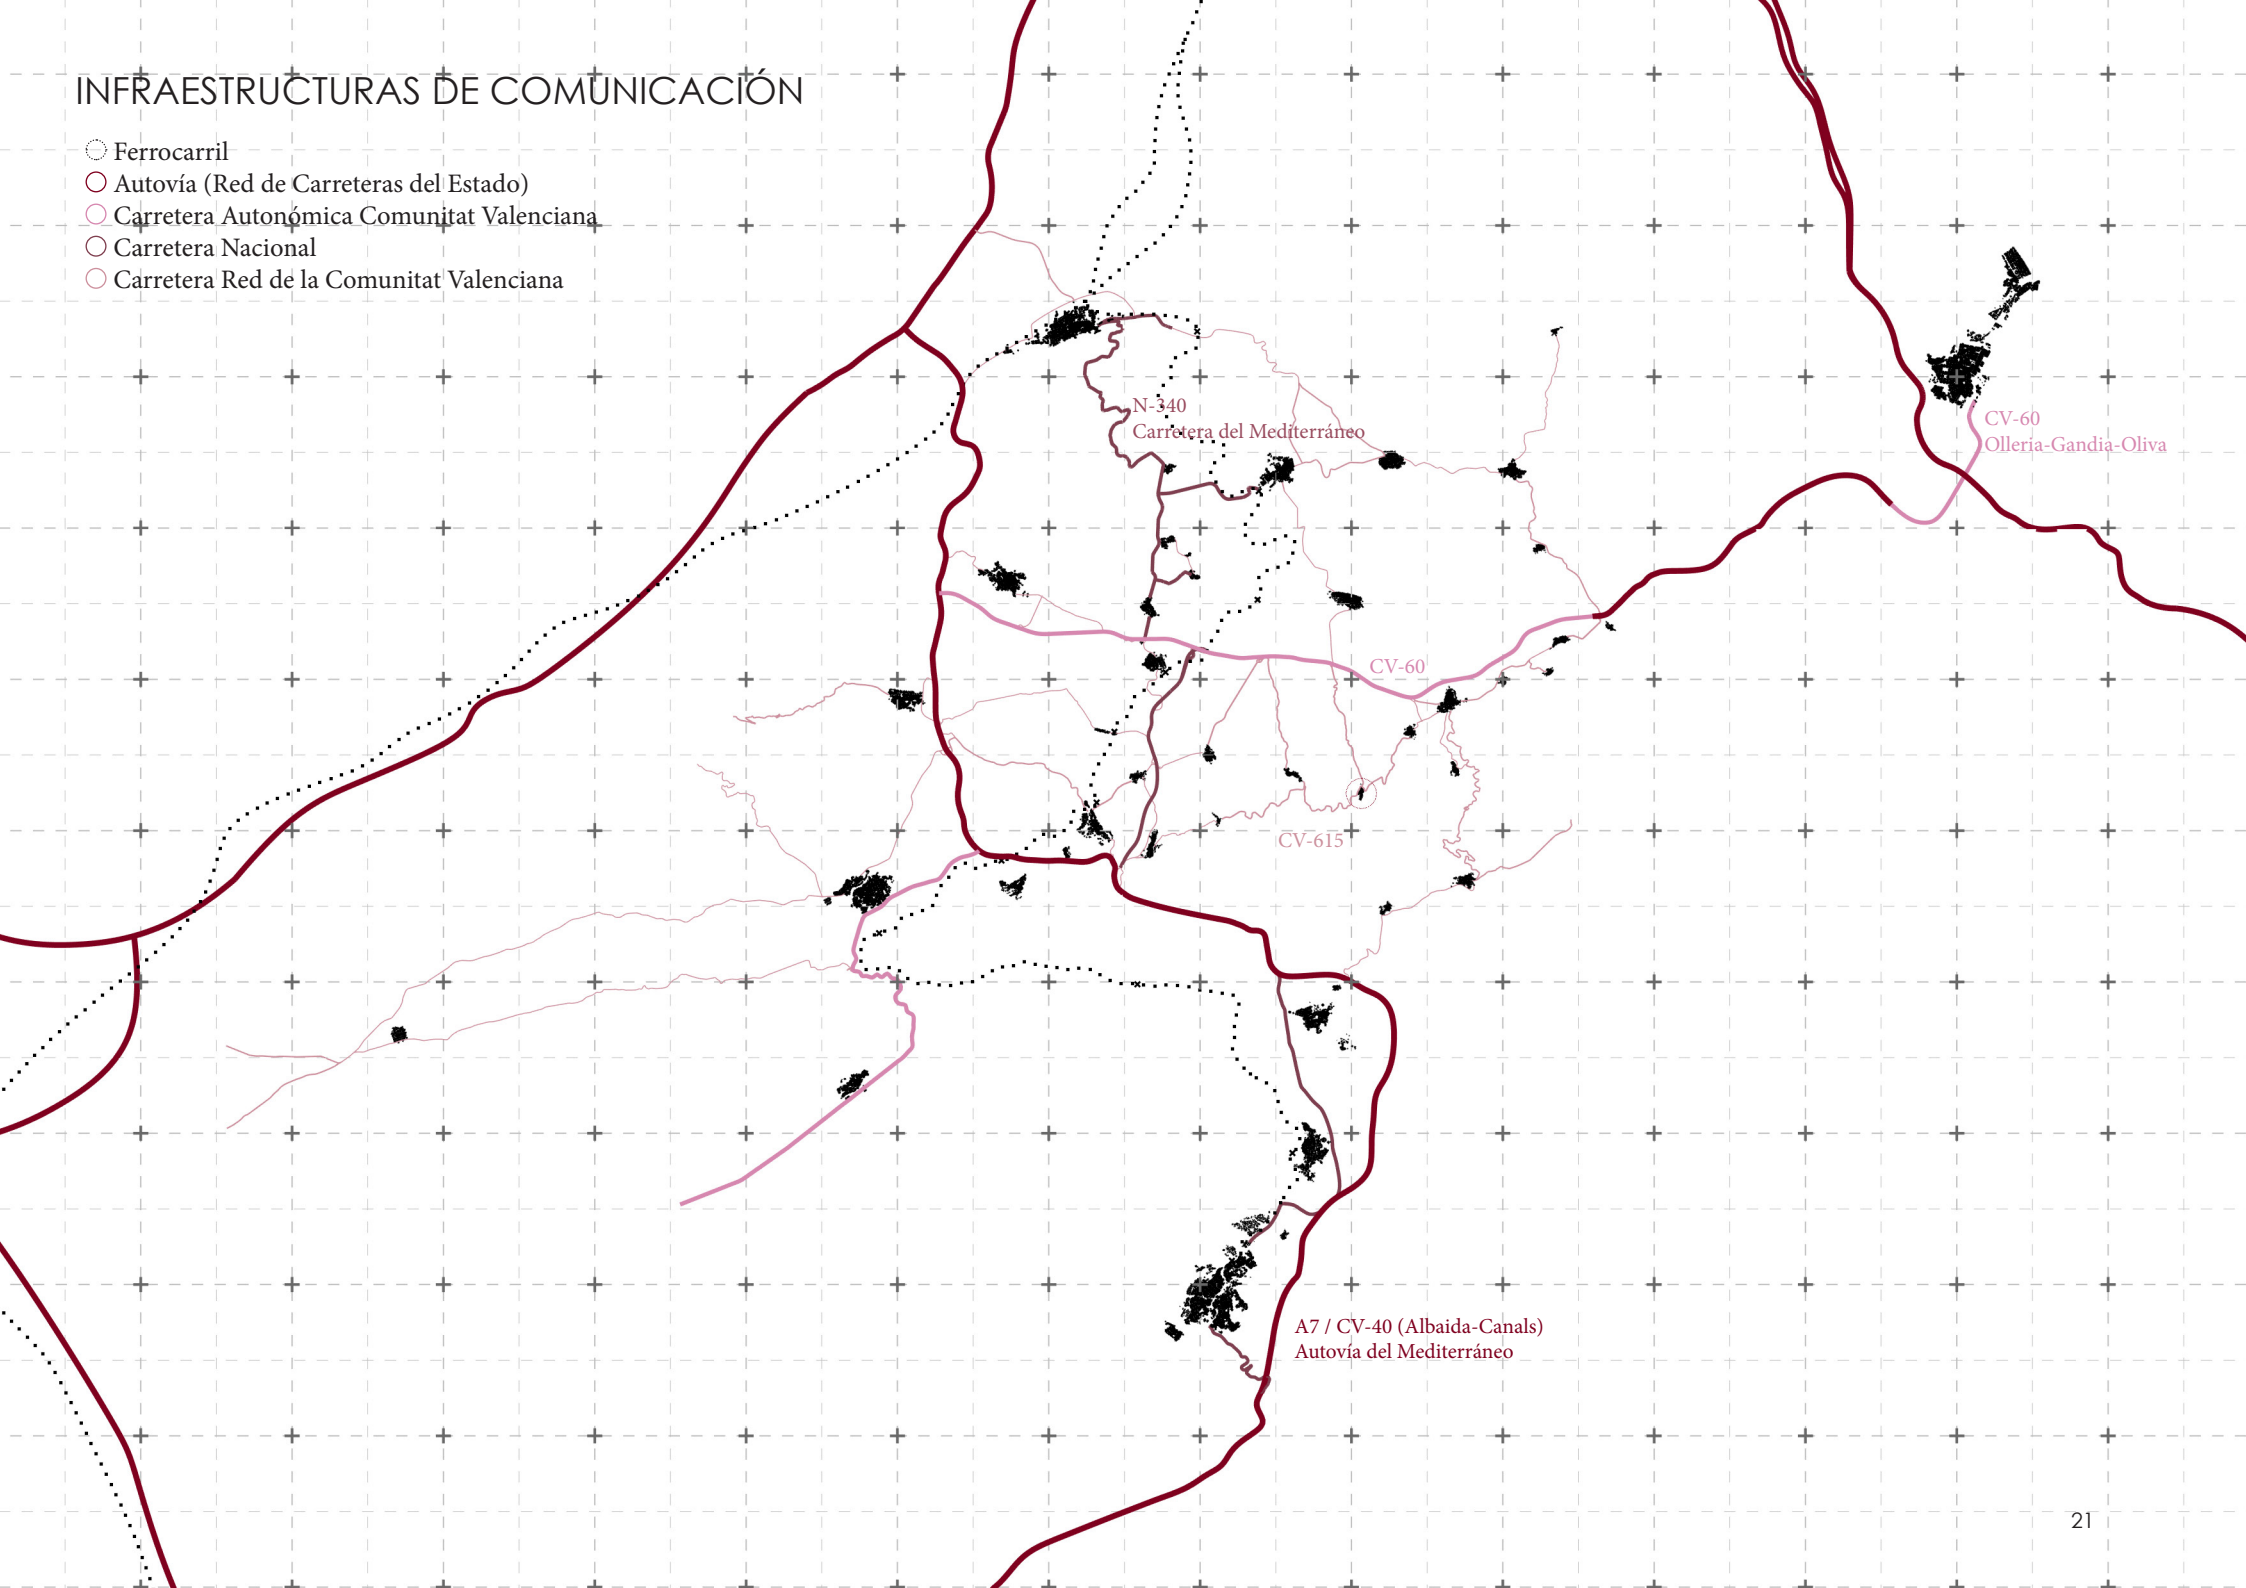 INFRAESTRUCTURAS DE COMUNICACIÓN
Ferrocarril
Autovía (Red de Carreteras del Estado)
Carretera Autonómica Comunitat Valenciana
Carretera Nacional
Carretera Red de la Comunitat Valenciana
N-340
Carretera del Mediterráneo
CV-60
Olleria-Gandia-Oliva
CV-60
CV-615
A7 / CV-40 (Albaida-Canals)
Autovía del Mediterráneo
21